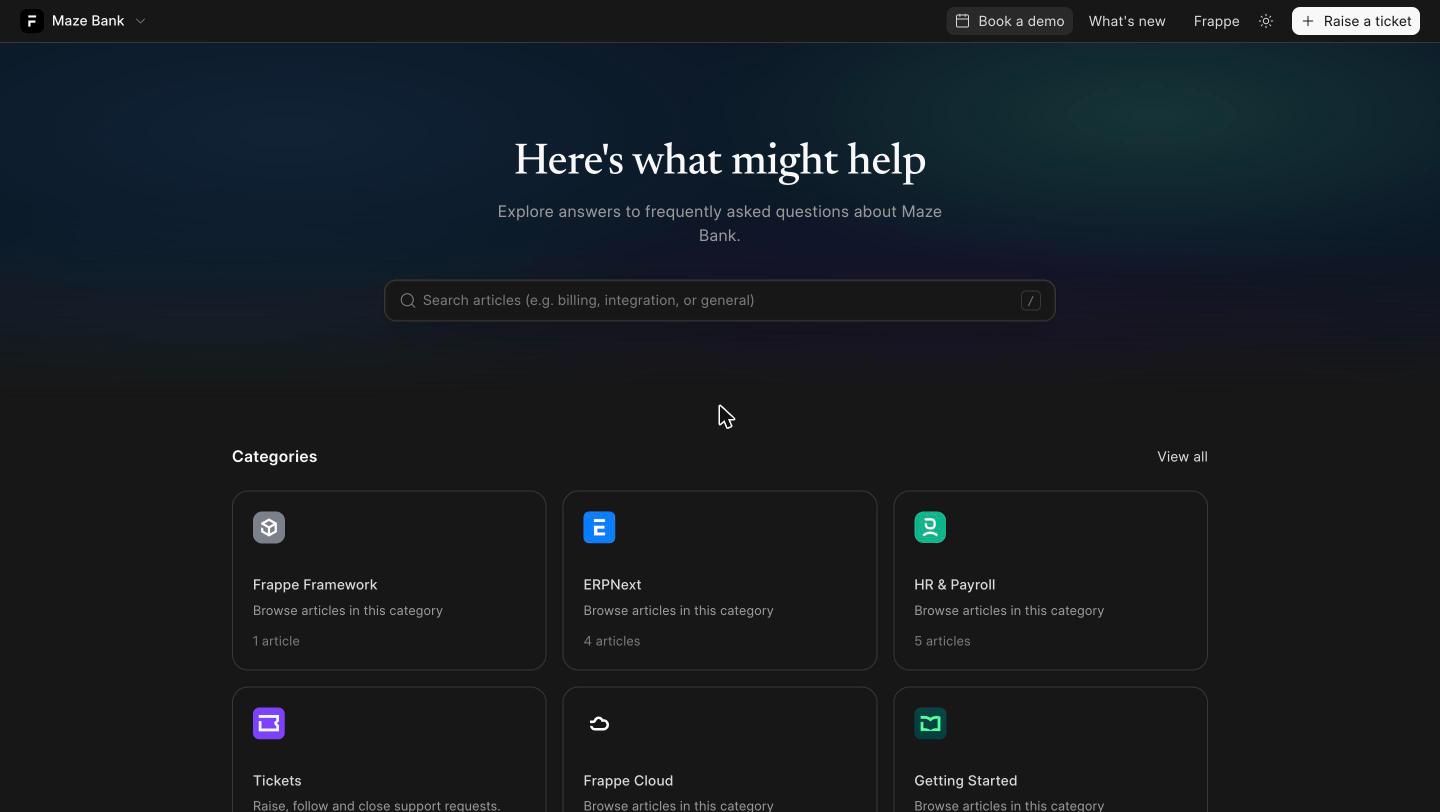 Maze Bank
Book a demo
What's new
Frappe
Raise a ticket
Here's what might help
Explore answers to frequently asked questions about Maze
Bank.
Search articles (e.g. billing, integration, or general)
/
Categories
View all
Frappe Framework
Browse articles in this category
1 article
ERPNext
Browse articles in this category
4 articles
HR & Payroll
Browse articles in this category
5 articles
Tickets
Raise, follow and close support requests.
Frappe Cloud
Browse articles in this category
Getting Started
Browse articles in this category